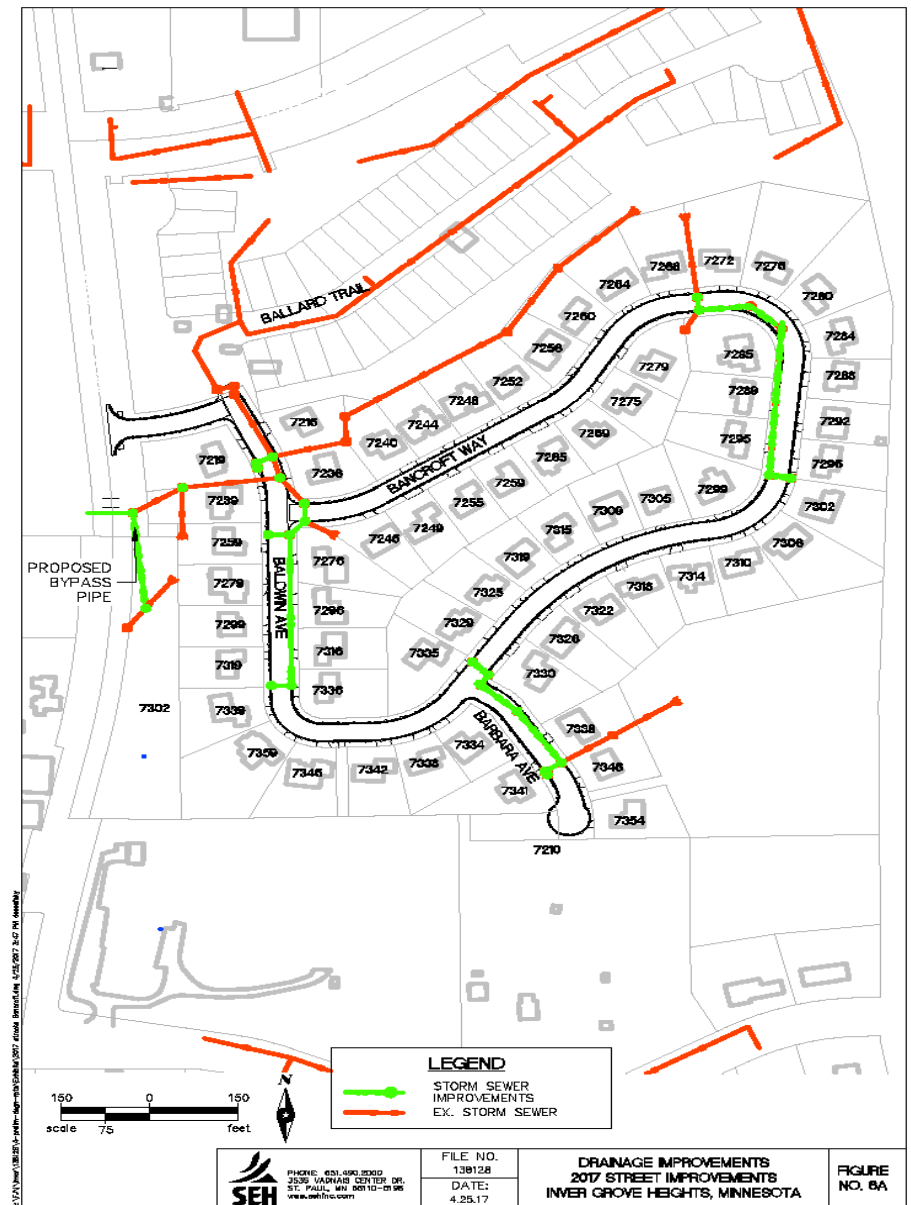 7272
7268
7276
7264
7280
BALLARD TRAIL
7260
7284
7256
7279
7285
7288
7252
7248
7275
7289
7216
7244
7240
7269
7292
7219
7236
BANCROFT WAY
7265
7295
7296
7259
7299
7239
7255
7305
7302
7309
7249
7315
7246
7259
7306
7276
7319
7310
PROPOSED
BYPASS
PIPE
7279
BALDWIN AVE
7325
7314
7318
7296
7322
7299
7329
7326
7316
7335
7319
7330
7336
7302
7339
7338
7334
BARBARA AVE
7359
7338
7346
7345
7342
7341
7354
7210
LEGEND
STORM SEWER
IMPROVEMENTS
EX. STORM SEWER
N
150 0 150
scale 75 feet
SEH
PHONE: 651.490.2000
3535 VADNAIS CENTER DR.
ST. PAUL, MN 55110-5196
www.sehinc.com
FILE NO.
138128
DATE:
4.25.17
DRAINAGE IMPROVEMENTS
2017 STREET IMPROVEMENTS
INVER GROVE HEIGHTS, MINNESOTA
FIGURE
NO. 6A